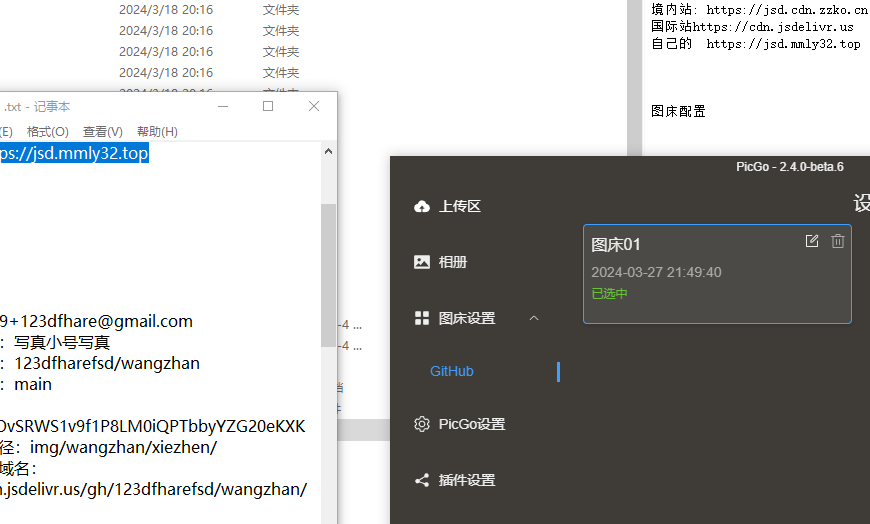 2024/3/18 20:16 文件夹
2024/3/18 20:16 文件夹
2024/3/18 20:16 文件夹
2024/3/18 20:16 文件夹
境内站: https://jsd.cdn.zzko.cn
国际站https://cdn.jsdelivr.us
自己的 https://jsd.mmly32.top
图床配置
.txt - 记事本
(E) 格式(O) 查看(V) 帮助(H)
ps://jsd.mmly32.top
9+123dfhare@gmail.com
: 写真小号写真
: 123dfharefsd/wangzhan
: main
OvSRWS1v9f1P8LM0iQPTbbyYZG20eKXK
径: img/wangzhan/xiezhen/
域名:
n.jsdelivr.us/gh/123dfharefsd/wangzhan/
-4 ...
-4 ...
PicGo - 2.4.0-beta.6
上传区
相册
图床设置
GitHub
PicGo设置
插件设置
设
图床01
2024-03-27 21:49:40
已选中